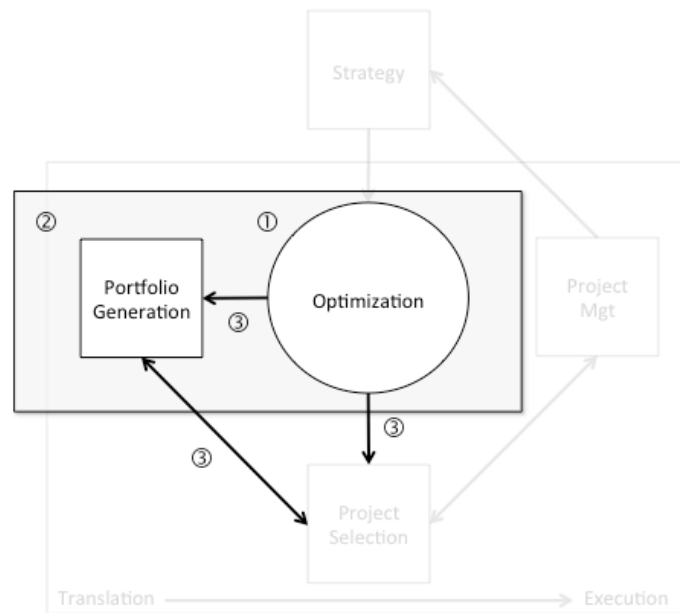 Strategy
②
①
Portfolio
Generation
Optimization
Project
Mgt
③
③
③
Project
Selection
Translation
Execution